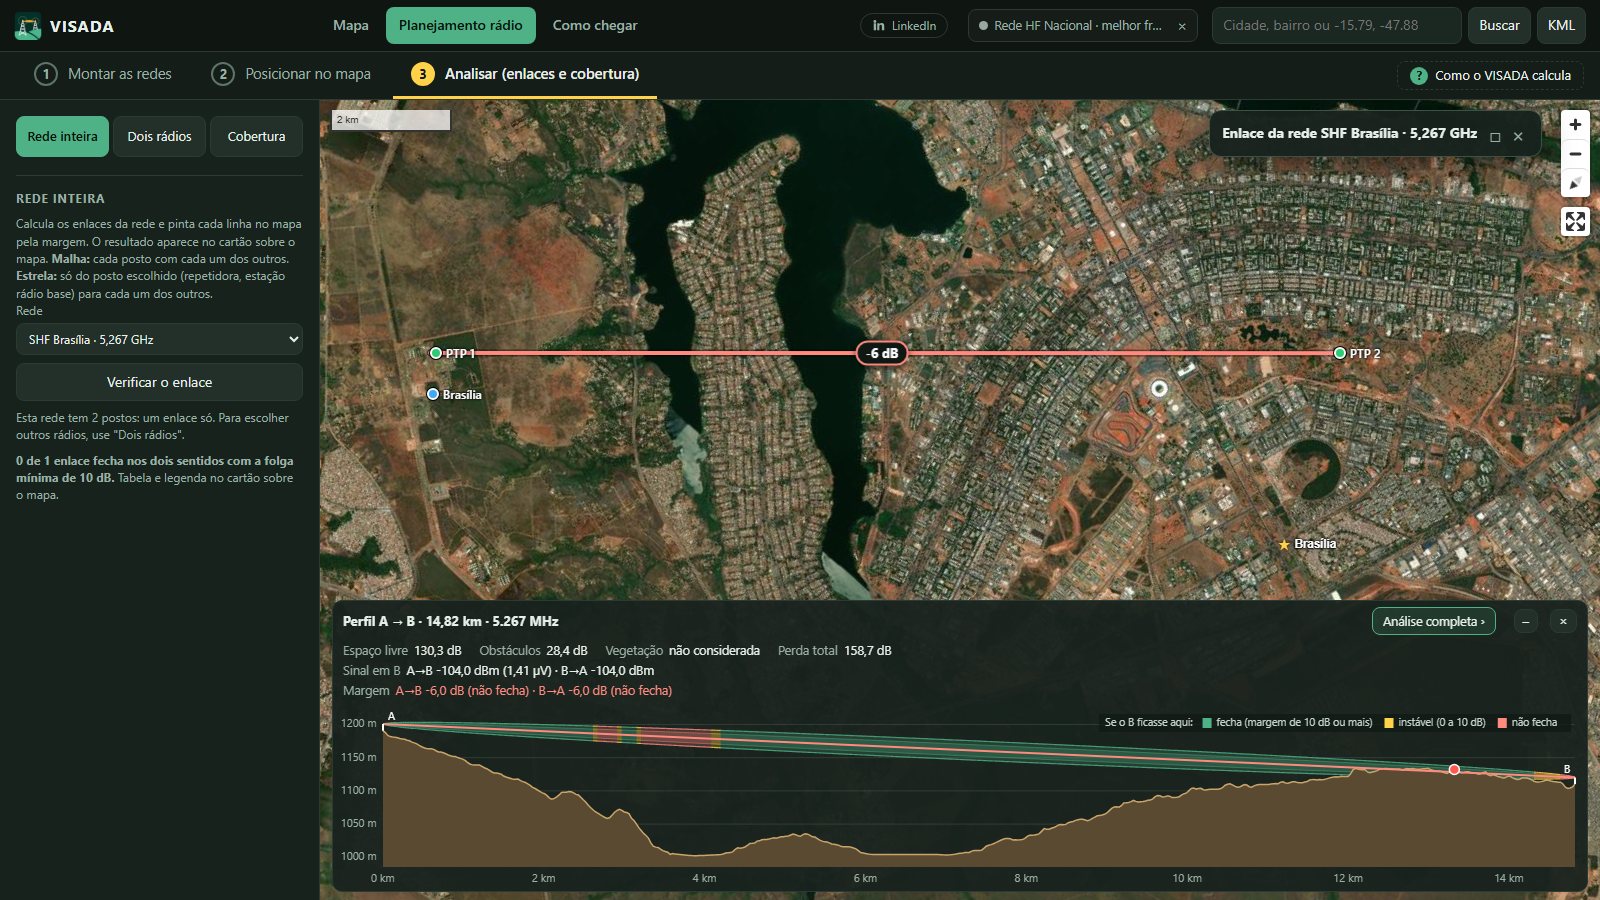 VISADA
Mapa
Planejamento rádio
Como chegar
in LinkedIn
Rede HF Nacional · melhor fr... ×
Cidade, bairro ou -15.79, -47.88
Buscar
KML
1 Montar as redes
2 Posicionar no mapa
3 Analisar (enlaces e cobertura)
? Como o VISADA calcula
Rede inteira
Dois rádios
Cobertura
REDE INTEIRA
Calcula os enlaces da rede e pinta cada linha no mapa
pela margem. O resultado aparece no cartão sobre o
mapa. Malha: cada posto com cada um dos outros.
Estrela: só do posto escolhido (repetidora, estação
rádio base) para cada um dos outros.
Rede
SHF Brasília · 5,267 GHz
Verificar o enlace
Esta rede tem 2 postos: um enlace só. Para escolher
outros rádios, use "Dois rádios".
0 de 1 enlace fecha nos dois sentidos com a folga
mínima de 10 dB. Tabela e legenda no cartão sobre
o mapa.
2 km
Enlace da rede SHF Brasília · 5,267 GHz
PTP 1
-6 dB
PTP 2
Brasília
Brasília
Perfil A → B · 14,82 km · 5.267 MHz
Análise completa ›
Espaço livre 130,3 dB Obstáculos 28,4 dB Vegetação não considerada Perda total 158,7 dB
Sinal em B A→B -104,0 dBm (1,41 µV) · B→A -104,0 dBm
Margem A→B -6,0 dB (não fecha) · B→A -6,0 dB (não fecha)
Se o B ficasse aqui: fecha (margem de 10 dB ou mais) instável (0 a 10 dB) não fecha
A
B
1200 m
1150 m
1100 m
1050 m
1000 m
0 km 2 km 4 km 6 km 8 km 10 km 12 km 14 km